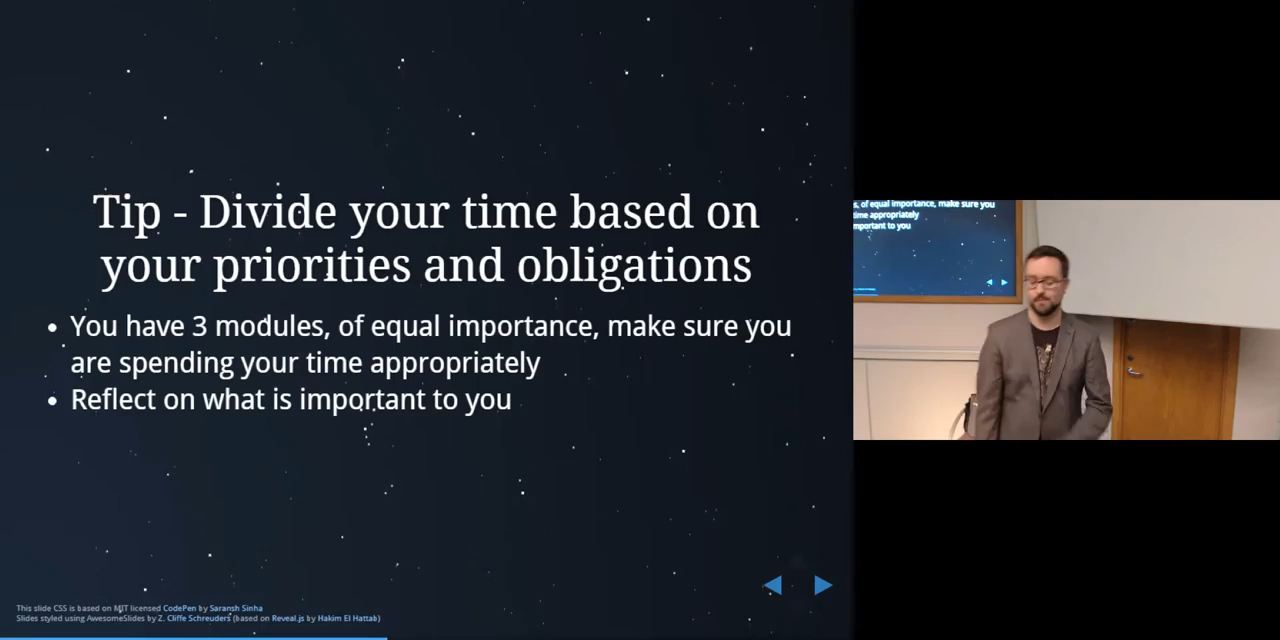 Tip - Divide your time based on
your priorities and obligations
• You have 3 modules, of equal importance, make sure you
are spending your time appropriately
• Reflect on what is important to you
This slide CSS is based on MIT licensed CodePen by Saransh Sinha
Slides styled using AwesomeSlides by Z. Cliffe Schreuders (based on Reveal.js by Hakim El Hattab)
s, of equal importance, make sure you
time appropriately
mportant to you